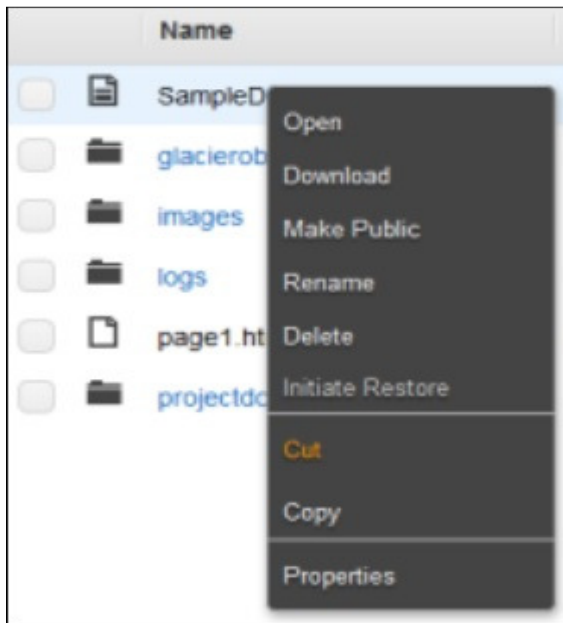 Name
SampleD
Open
glacierob
Download
images
Make Public
logs
Rename
page1.ht
Delete
Initiate Restore
projectdo
Cut
Copy
Properties